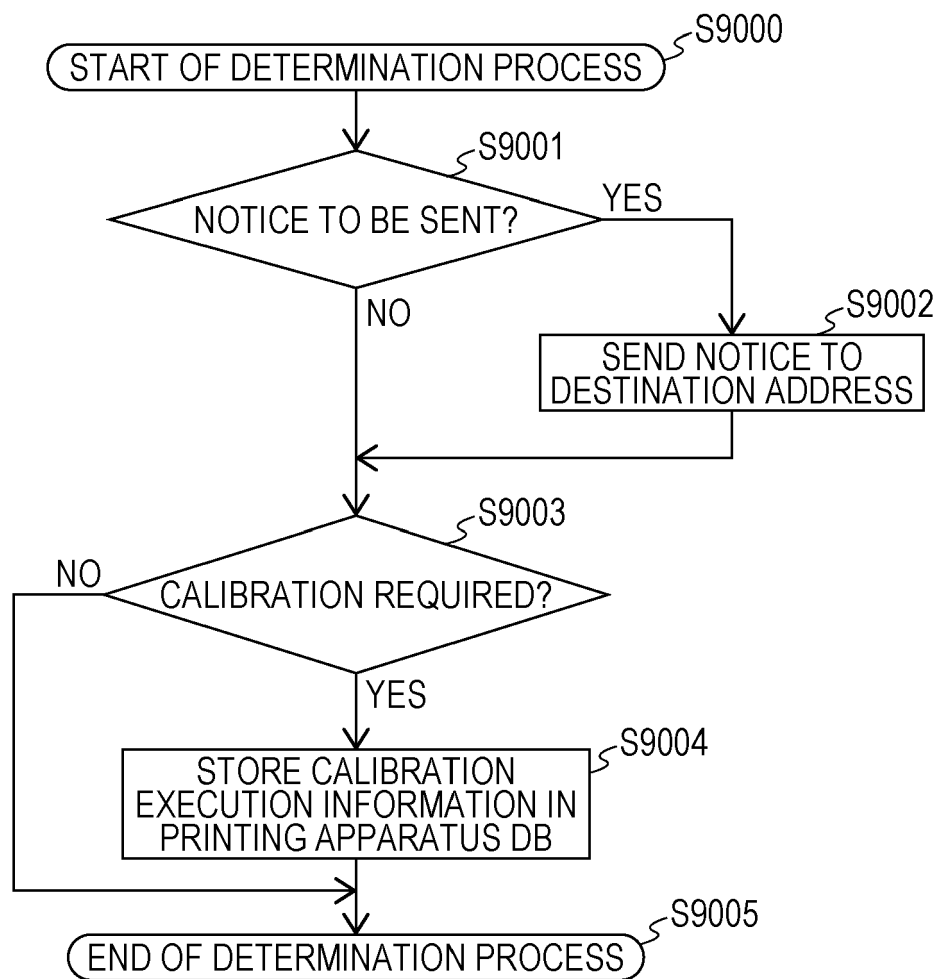 S9000
START OF DETERMINATION PROCESS
S9001
NOTICE TO BE SENT?
YES
NO
S9002
SEND NOTICE TO
DESTINATION ADDRESS
S9003
NO
CALIBRATION REQUIRED?
YES
S9004
STORE CALIBRATION
EXECUTION INFORMATION IN
PRINTING APPARATUS DB
S9005
END OF DETERMINATION PROCESS